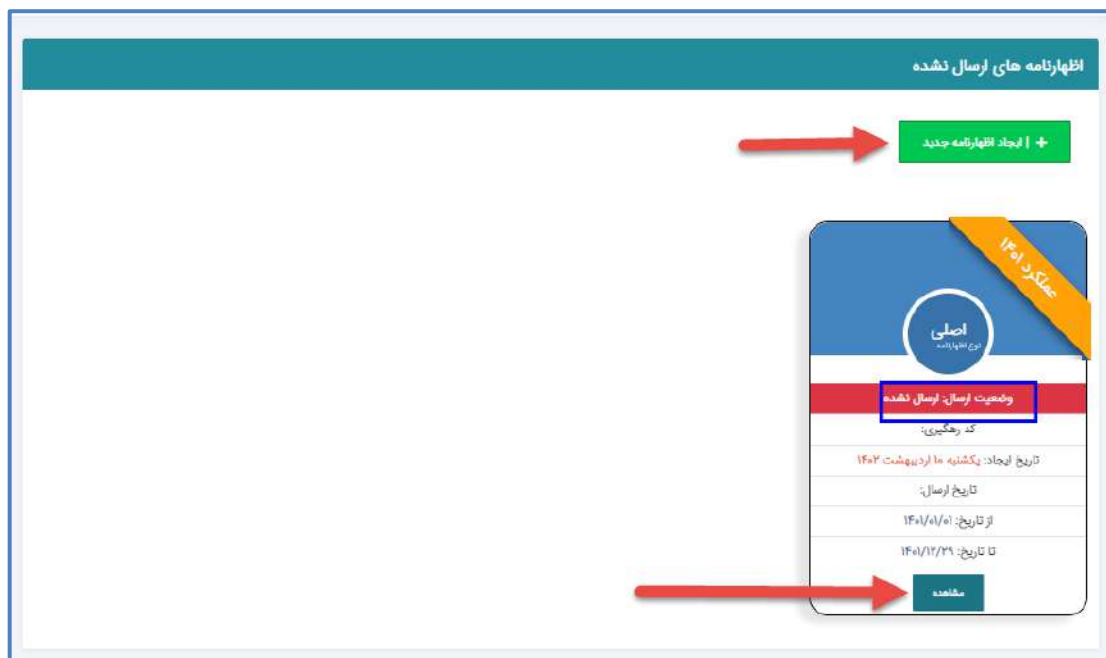 اظهارنامه های ارسال نشده
+ | ایجاد اظهارنامه جدید
عملکرد ۱۴۰۱
اصلی
نوع اظهارنامه
وضعیت ارسال: ارسال نشده
کد رهگیری:
تاریخ ایجاد: یکشنبه ۱۰ اردیبهشت ۱۴۰۲
تاریخ ارسال:
از تاریخ: ۱۴۰۱/۰۱/۰۱
تا تاریخ: ۱۴۰۱/۱۲/۲۹
مشاهده